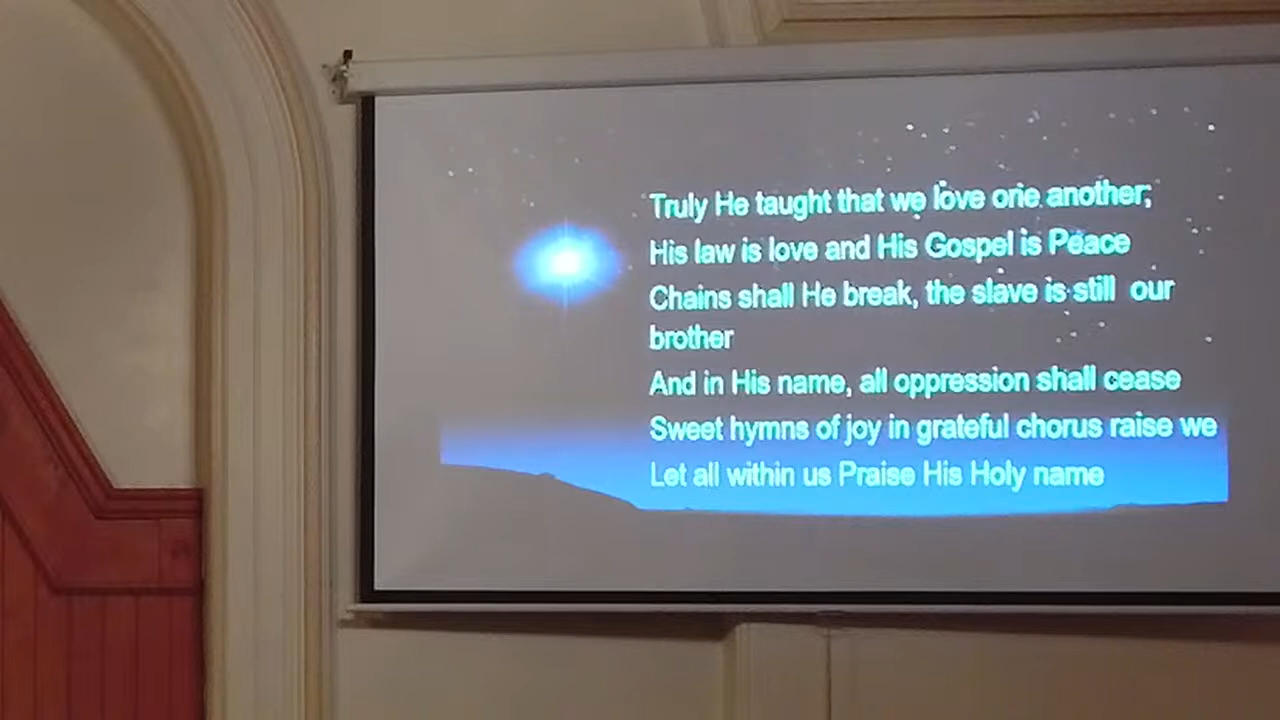 Truly He taught that we love one another;
His law is love and His Gospel is Peace
Chains shall He break, the slave is still our
brother
And in His name, all oppression shall cease
Sweet hymns of joy in grateful chorus raise we
Let all within us Praise His Holy name